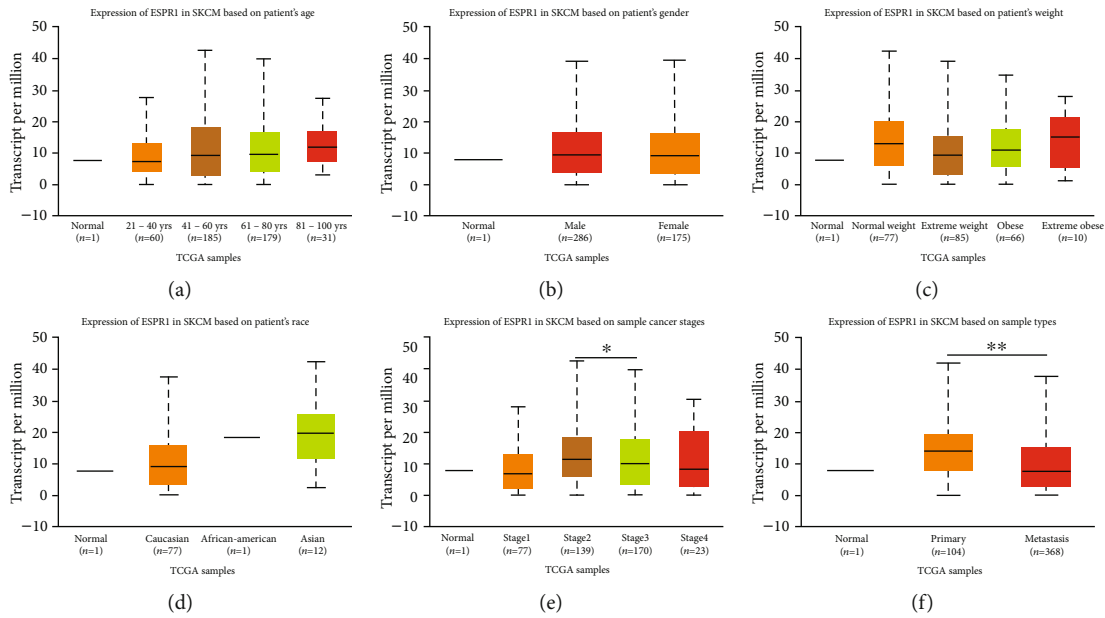 Expression of ESPR1 in SKCM based on patient's age
Transcript per million
50
40
30
20
10
0
−10
Normal
(n=1)
21 – 40 yrs
(n=60)
41 – 60 yrs
(n=185)
61 – 80 yrs
(n=179)
81 – 100 yrs
(n=31)
TCGA samples
(a)
Expression of ESPR1 in SKCM based on patient's gender
Transcript per million
50
40
30
20
10
0
−10
Normal
(n=1)
Male
(n=286)
Female
(n=175)
TCGA samples
(b)
Expression of ESPR1 in SKCM based on patient's weight
Transcript per million
50
40
30
20
10
0
−10
Normal
(n=1)
Normal weight
(n=77)
Extreme weight
(n=85)
Obese
(n=66)
Extreme obese
(n=10)
TCGA samples
(c)
Expression of ESPR1 in SKCM based on patient's race
Transcript per million
50
40
30
20
10
0
−10
Normal
(n=1)
Caucasian
(n=77)
African-american
(n=1)
Asian
(n=12)
TCGA samples
(d)
Expression of ESPR1 in SKCM based on sample cancer stages
Transcript per million
50
40
30
20
10
0
−10
*
Normal
(n=1)
Stage1
(n=77)
Stage2
(n=139)
Stage3
(n=170)
Stage4
(n=23)
TCGA samples
(e)
Expression of ESPR1 in SKCM based on sample types
Transcript per million
50
40
30
20
10
0
−10
**
Normal
(n=1)
Primary
(n=104)
Metastasis
(n=368)
TCGA samples
(f)